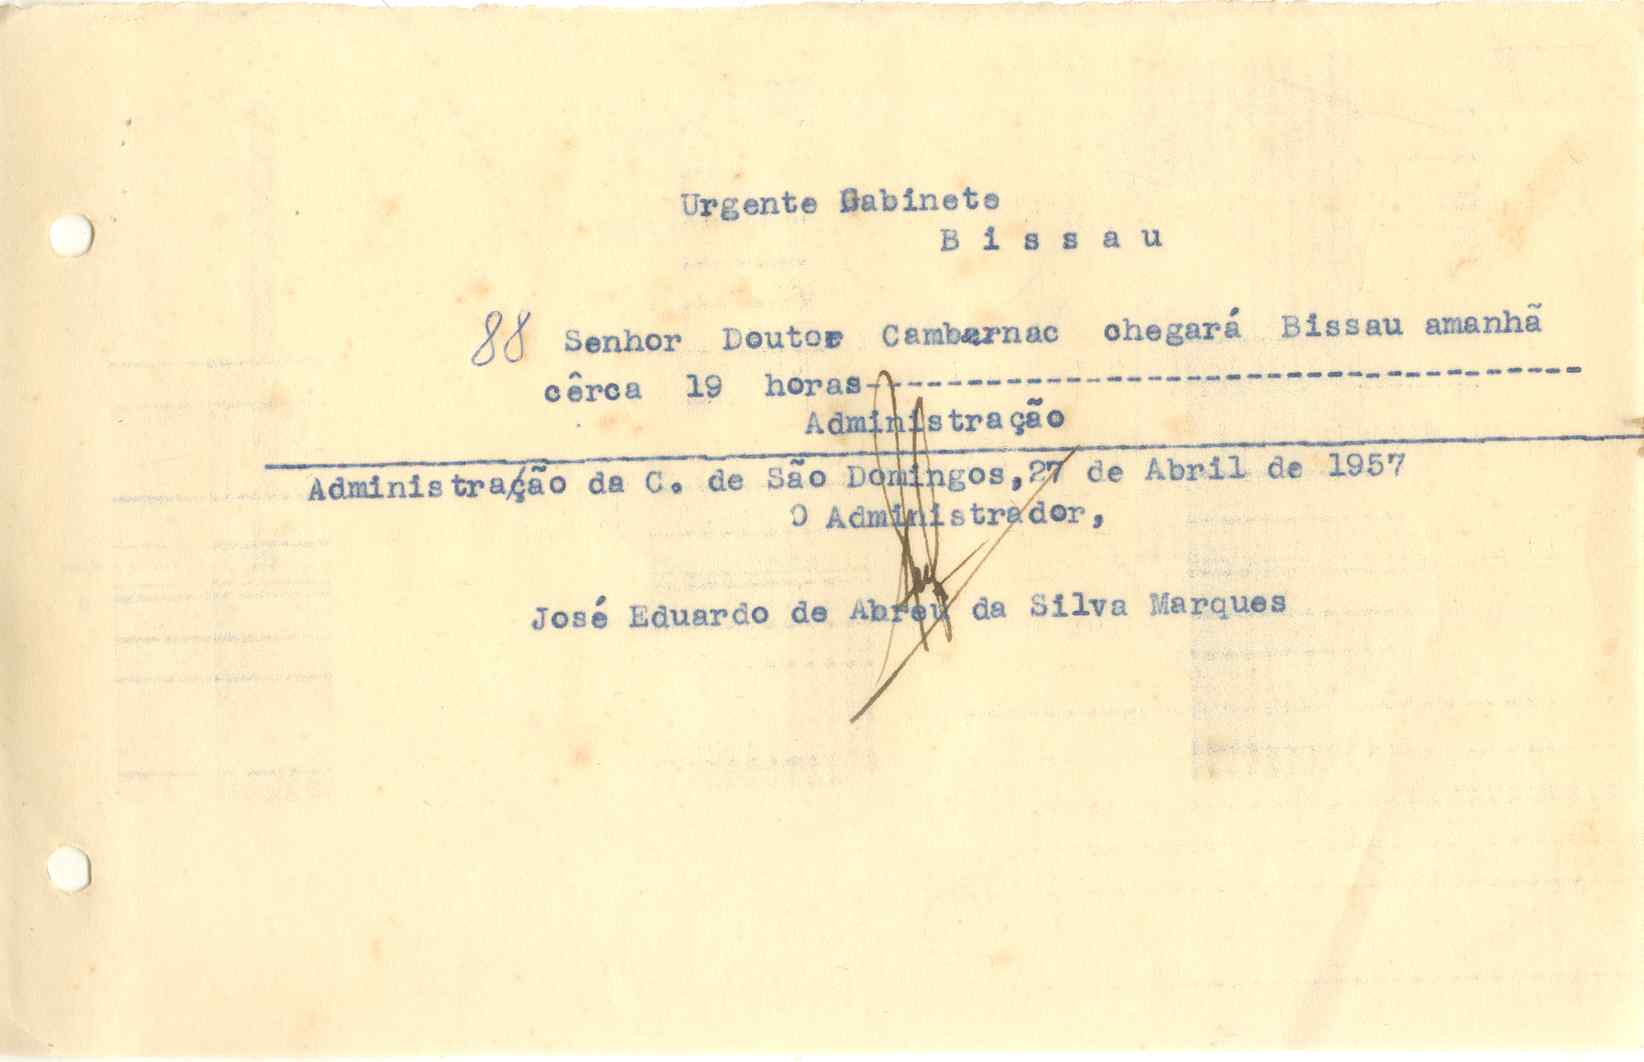 Urgente Gabinete
B i s s a u
88 Senhor Doutor Cambarnac chegará Bissau amanhã
cêrca 19 horas------------------------------------
Administração
Administração da C. de São Domingos,27 de Abril de 1957
O Administrador,
José Eduardo de Abreu da Silva Marques